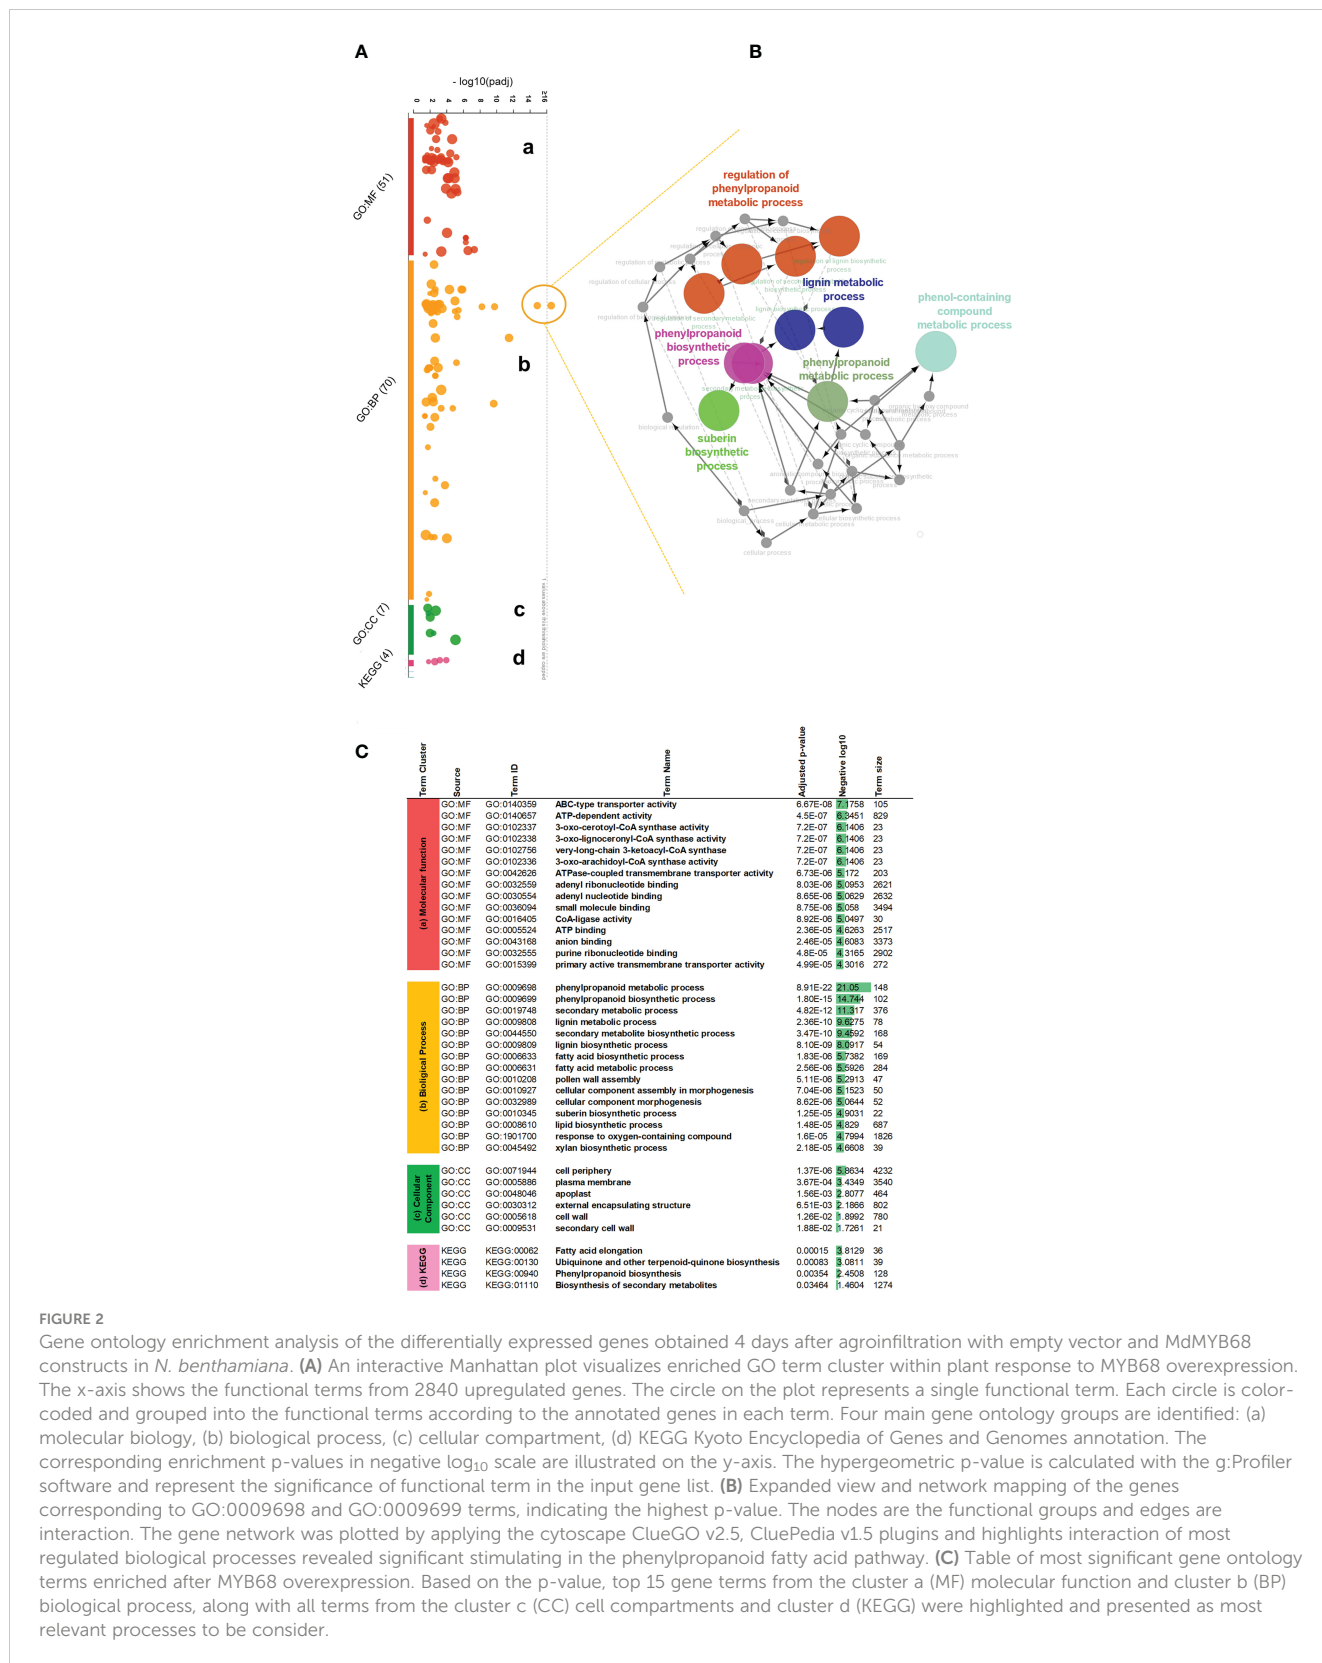 A
B
- log10(padj)
0 2 4 6 8 10 12 14 ≥16
GO:MF (51)
GO:BP (70)
GO:CC (7)
KEGG (4)
a
b
c
d
values above this threshold are capped
regulation of
phenylpropanoid
metabolic process
lignin metabolic
process
phenol-containing
compound
metabolic process
phenylpropanoid
biosynthetic
process
phenylpropanoid
metabolic process
suberin
biosynthetic
process
regulation of cellular process
biological regulation
biological_process
cellular process
cellular metabolic process
cellular biosynthetic process
C
Term Cluster Source Term ID Term Name Adjusted p-value Negative log10 Term size
(a) Molecular function
GO:MF GO:0140359 ABC-type transporter activity 6.67E-08 7.1758 105
GO:MF GO:0140657 ATP-dependent activity 4.5E-07 6.3451 829
GO:MF GO:0102337 3-oxo-cerotoyl-CoA synthase activity 7.2E-07 6.1406 23
GO:MF GO:0102338 3-oxo-lignoceronyl-CoA synthase activity 7.2E-07 6.1406 23
GO:MF GO:0102756 very-long-chain 3-ketoacyl-CoA synthase 7.2E-07 6.1406 23
GO:MF GO:0102336 3-oxo-arachidoyl-CoA synthase activity 7.2E-07 6.1406 23
GO:MF GO:0042626 ATPase-coupled transmembrane transporter activity 6.73E-06 5.172 203
GO:MF GO:0032559 adenyl ribonucleotide binding 8.03E-06 5.0953 2621
GO:MF GO:0030554 adenyl nucleotide binding 8.65E-06 5.0629 2632
GO:MF GO:0036094 small molecule binding 8.75E-06 5.058 3494
GO:MF GO:0016405 CoA-ligase activity 8.92E-06 5.0497 30
GO:MF GO:0005524 ATP binding 2.36E-05 4.6263 2517
GO:MF GO:0043168 anion binding 2.46E-05 4.6083 3373
GO:MF GO:0032555 purine ribonucleotide binding 4.8E-05 4.3165 2902
GO:MF GO:0015399 primary active transmembrane transporter activity 4.99E-05 4.3016 272
(b) Bioligical Process
GO:BP GO:0009698 phenylpropanoid metabolic process 8.91E-22 21.05 148
GO:BP GO:0009699 phenylpropanoid biosynthetic process 1.80E-15 14.744 102
GO:BP GO:0019748 secondary metabolic process 4.82E-12 11.317 376
GO:BP GO:0009808 lignin metabolic process 2.36E-10 9.6275 78
GO:BP GO:0044550 secondary metabolite biosynthetic process 3.47E-10 9.4592 168
GO:BP GO:0009809 lignin biosynthetic process 8.10E-09 8.0917 54
GO:BP GO:0006633 fatty acid biosynthetic process 1.83E-06 5.7382 169
GO:BP GO:0006631 fatty acid metabolic process 2.56E-06 5.5926 284
GO:BP GO:0010208 pollen wall assembly 5.11E-06 5.2913 47
GO:BP GO:0010927 cellular component assembly in morphogenesis 7.04E-06 5.1523 50
GO:BP GO:0032989 cellular component morphogenesis 8.62E-06 5.0644 52
GO:BP GO:0010345 suberin biosynthetic process 1.25E-05 4.9031 22
GO:BP GO:0008610 lipid biosynthetic process 1.48E-05 4.829 687
GO:BP GO:1901700 response to oxygen-containing compound 1.6E-05 4.7994 1826
GO:BP GO:0045492 xylan biosynthetic process 2.18E-05 4.6608 39
(c) Cellular
Component
GO:CC GO:0071944 cell periphery 1.37E-06 5.8634 4232
GO:CC GO:0005886 plasma membrane 3.67E-04 3.4349 3540
GO:CC GO:0048046 apoplast 1.56E-03 2.8077 464
GO:CC GO:0030312 external encapsulating structure 6.51E-03 2.1866 802
GO:CC GO:0005618 cell wall 1.26E-02 1.8992 780
GO:CC GO:0009531 secondary cell wall 1.88E-02 1.7261 21
(d) KEGG
KEGG KEGG:00062 Fatty acid elongation 0.00015 3.8129 36
KEGG KEGG:00130 Ubiquinone and other terpenoid-quinone biosynthesis 0.00083 3.0811 39
KEGG KEGG:00940 Phenylpropanoid biosynthesis 0.00354 2.4508 128
KEGG KEGG:01110 Biosynthesis of secondary metabolites 0.03464 1.4604 1274
FIGURE 2
Gene ontology enrichment analysis of the differentially expressed genes obtained 4 days after agroinfiltration with empty vector and MdMYB68
constructs in N. benthamiana. (A) An interactive Manhattan plot visualizes enriched GO term cluster within plant response to MYB68 overexpression.
The x-axis shows the functional terms from 2840 upregulated genes. The circle on the plot represents a single functional term. Each circle is color-
coded and grouped into the functional terms according to the annotated genes in each term. Four main gene ontology groups are identified: (a)
molecular biology, (b) biological process, (c) cellular compartment, (d) KEGG Kyoto Encyclopedia of Genes and Genomes annotation. The
corresponding enrichment p-values in negative log10 scale are illustrated on the y-axis. The hypergeometric p-value is calculated with the g:Profiler
software and represent the significance of functional term in the input gene list. (B) Expanded view and network mapping of the genes
corresponding to GO:0009698 and GO:0009699 terms, indicating the highest p-value. The nodes are the functional groups and edges are
interaction. The gene network was plotted by applying the cytoscape ClueGO v2.5, CluePedia v1.5 plugins and highlights interaction of most
regulated biological processes revealed significant stimulating in the phenylpropanoid fatty acid pathway. (C) Table of most significant gene ontology
terms enriched after MYB68 overexpression. Based on the p-value, top 15 gene terms from the cluster a (MF) molecular function and cluster b (BP)
biological process, along with all terms from the cluster c (CC) cell compartments and cluster d (KEGG) were highlighted and presented as most
relevant processes to be consider.